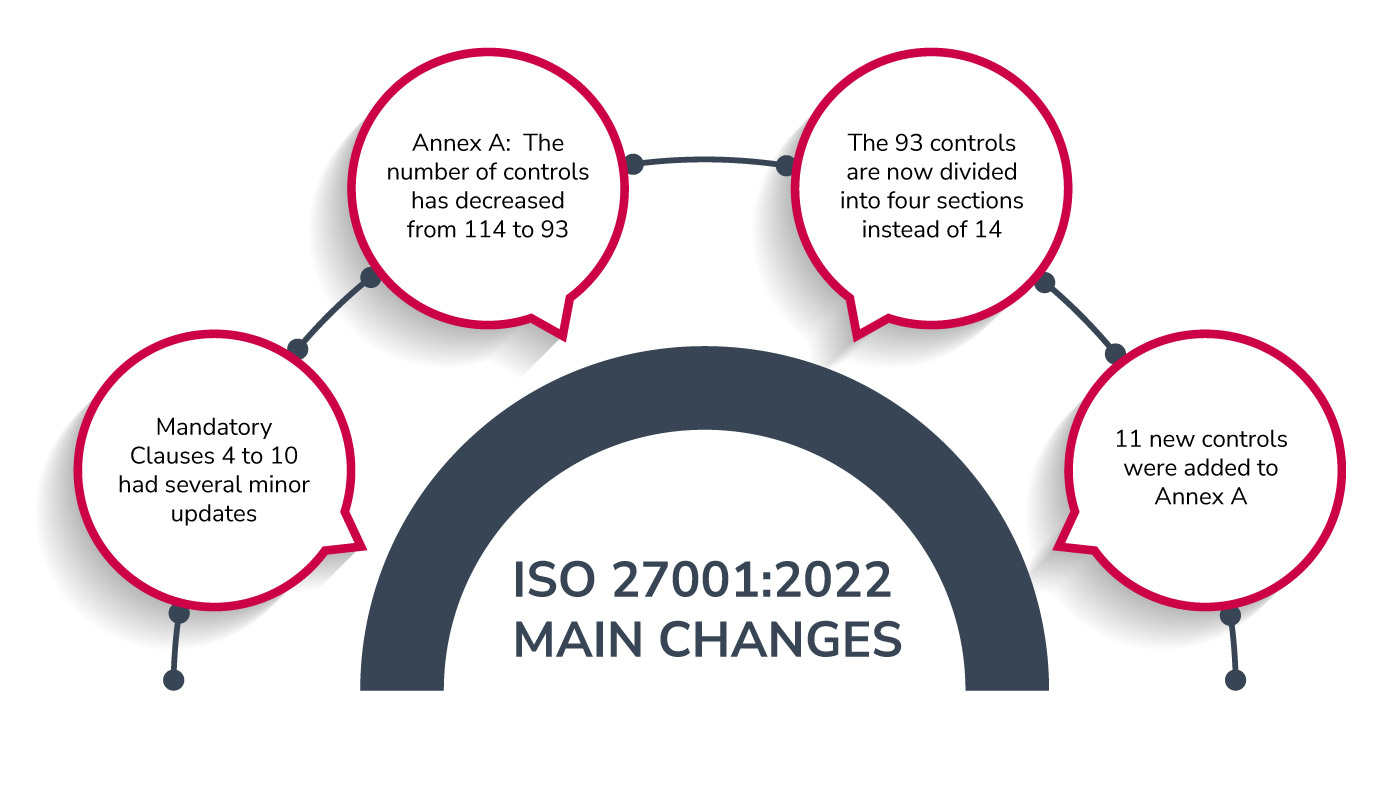 Annex A:  The
number of controls
has decreased
from 114 to 93
The 93 controls
are now divided
into four sections
instead of 14
Mandatory
Clauses 4 to 10
had several minor
updates
11 new controls
were added to
Annex A
ISO 27001:2022
MAIN CHANGES